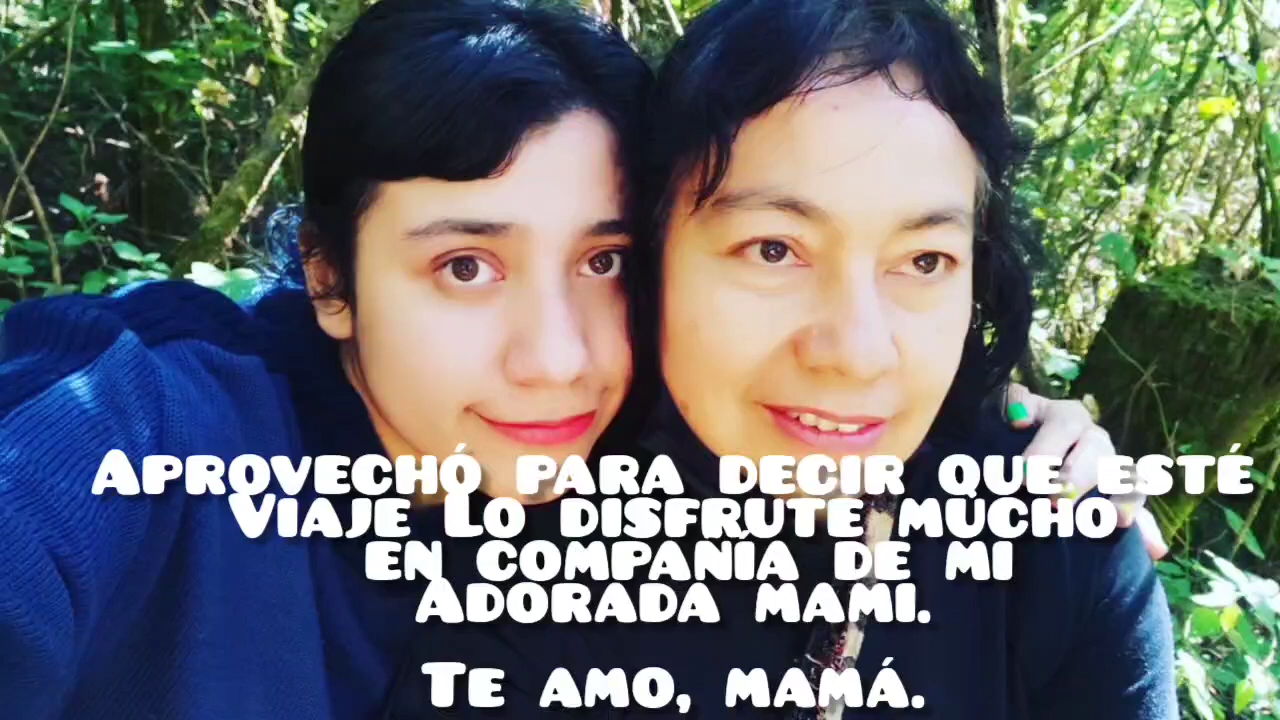 Aprovechó para decir que esté
Viaje Lo disfrute mucho
en compañía de mi
Adorada mami.
Te amo, mamá.